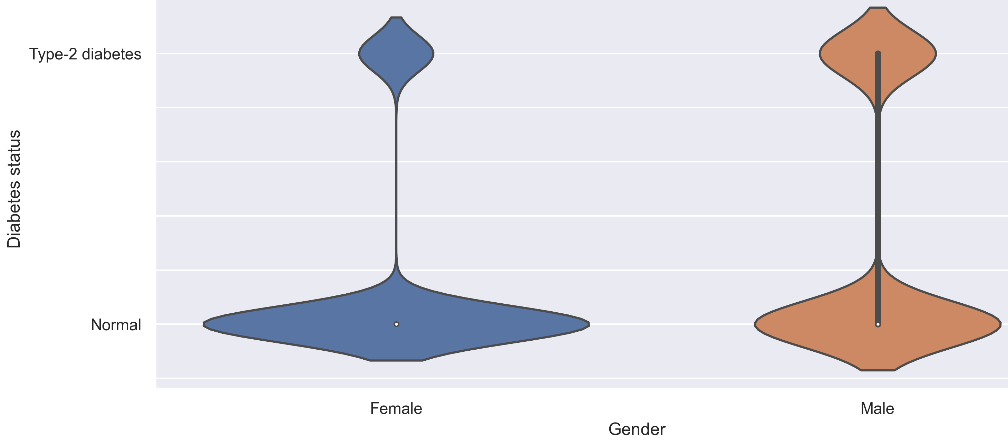 Type-2 diabetes
Diabetes status
Normal
Female
Male
Gender